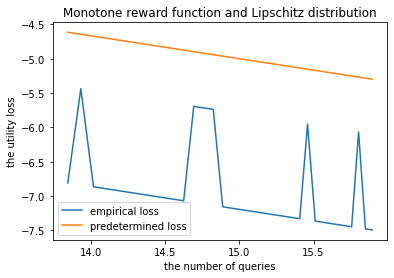 Monotone reward function and Lipschitz distribution
−4.5
−5.0
−5.5
−6.0
−6.5
−7.0
−7.5
the utility loss
empirical loss
predetermined loss
14.0 14.5 15.0 15.5
the number of queries